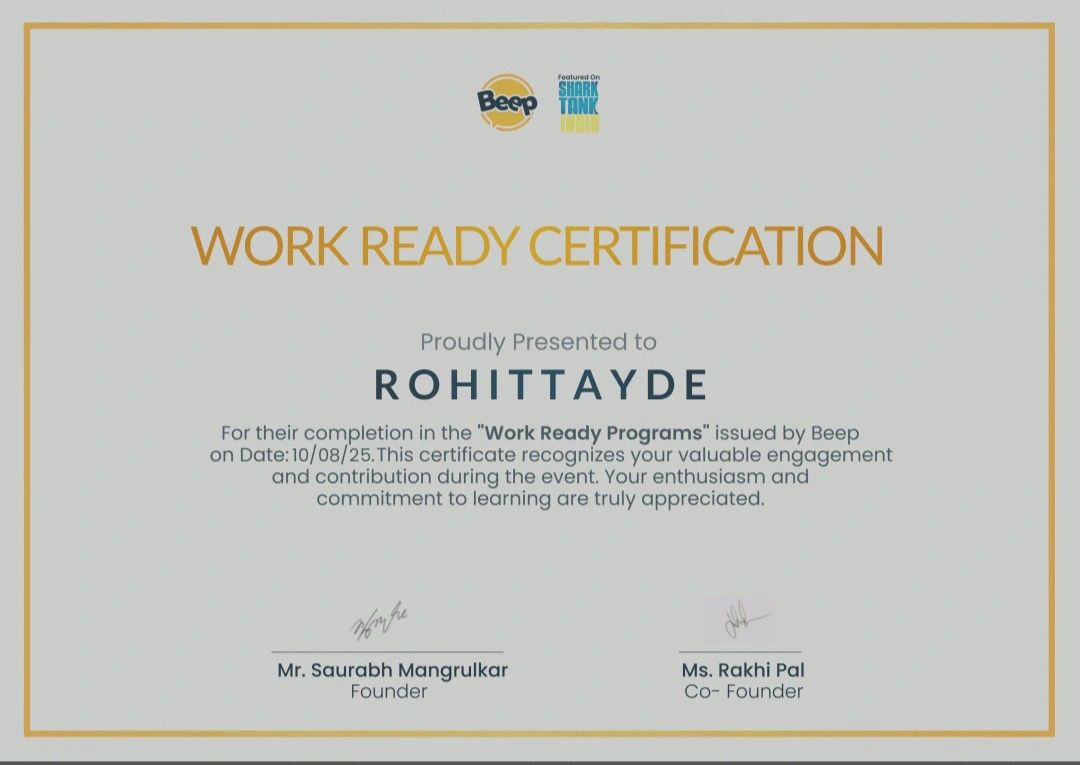 Beep
Featured On
SHARK
TANK
INDIA
WORK READY CERTIFICATION
Proudly Presented to
ROHITTAYDE
For their completion in the "Work Ready Programs" issued by Beep
on Date: 10/08/25. This certificate recognizes your valuable engagement
and contribution during the event. Your enthusiasm and
commitment to learning are truly appreciated.
Mr. Saurabh Mangrulkar
Founder
Ms. Rakhi Pal
Co- Founder